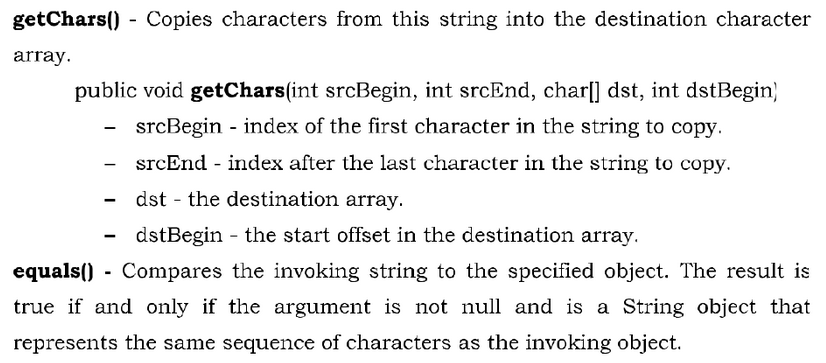 getChars() - Copies characters from this string into the destination character
array.
public void getChars(int srcBegin, int srcEnd, char[] dst, int dstBegin)
– srcBegin - index of the first character in the string to copy.
– srcEnd - index after the last character in the string to copy.
– dst - the destination array.
– dstBegin - the start offset in the destination array.
equals() - Compares the invoking string to the specified object. The result is
true if and only if the argument is not null and is a String object that
represents the same sequence of characters as the invoking object.